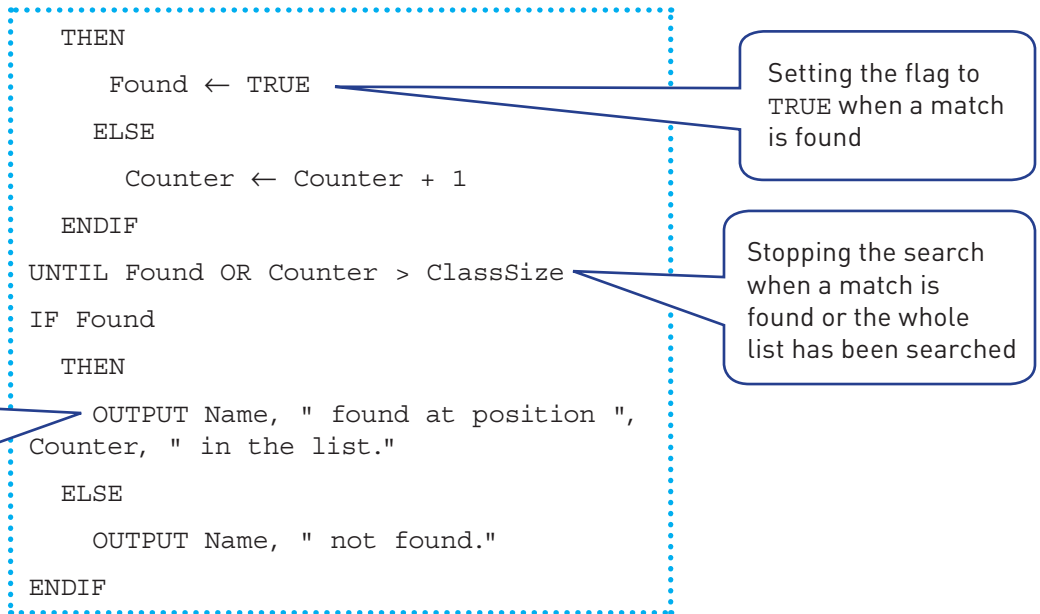 THEN
Found ← TRUE
ELSE
Counter ← Counter + 1
ENDIF
UNTIL Found OR Counter > ClassSize
IF Found
THEN
OUTPUT Name, " found at position ",
Counter, " in the list."
ELSE
OUTPUT Name, " not found."
ENDIF
Setting the flag to
TRUE when a match
is found
Stopping the search
when a match is
found or the whole
list has been searched